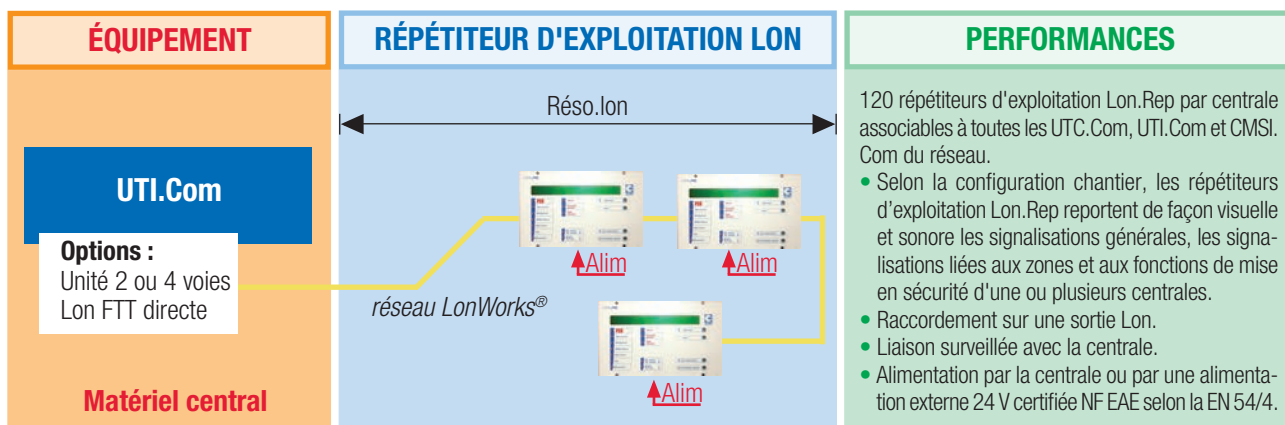 ÉQUIPEMENT
UTI.Com
Options :
Unité 2 ou 4 voies
Lon FTT directe
Matériel central
RÉPÉTITEUR D'EXPLOITATION LON
Réso.lon
réseau LonWorks®
Alim
Alim
Alim
PERFORMANCES
120 répétiteurs d'exploitation Lon.Rep par centrale
associables à toutes les UTC.Com, UTI.Com et CMSI.
Com du réseau.
• Selon la configuration chantier, les répétiteurs
d'exploitation Lon.Rep reportent de façon visuelle
et sonore les signalisations générales, les signa-
lisations liées aux zones et aux fonctions de mise
en sécurité d'une ou plusieurs centrales.
• Raccordement sur une sortie Lon.
• Liaison surveillée avec la centrale.
• Alimentation par la centrale ou par une alimenta-
tion externe 24 V certifiée NF EAE selon la EN 54/4.